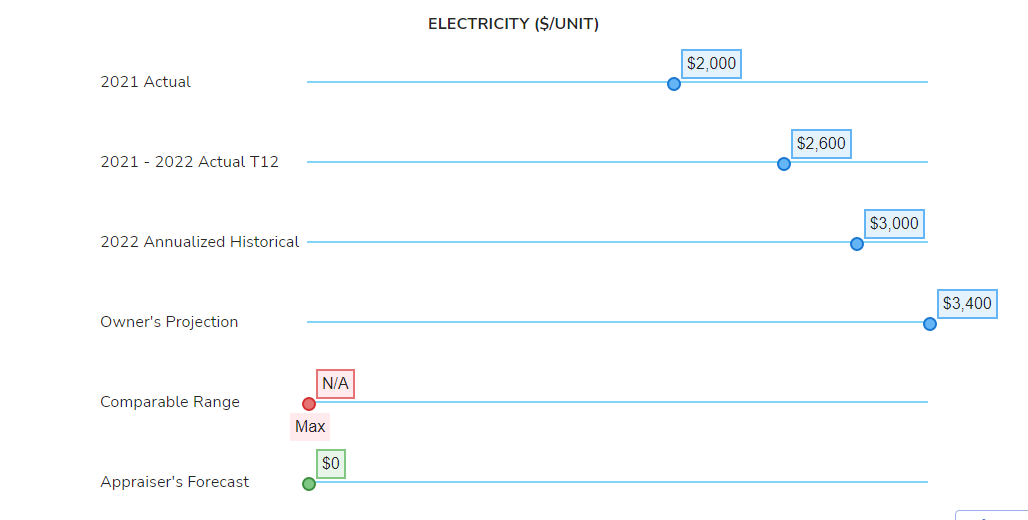 ELECTRICITY ($/UNIT)
2021 Actual
$2,000
2021 - 2022 Actual T12
$2,600
2022 Annualized Historical
$3,000
Owner's Projection
$3,400
Comparable Range
N/A
Max
Appraiser's Forecast
$0